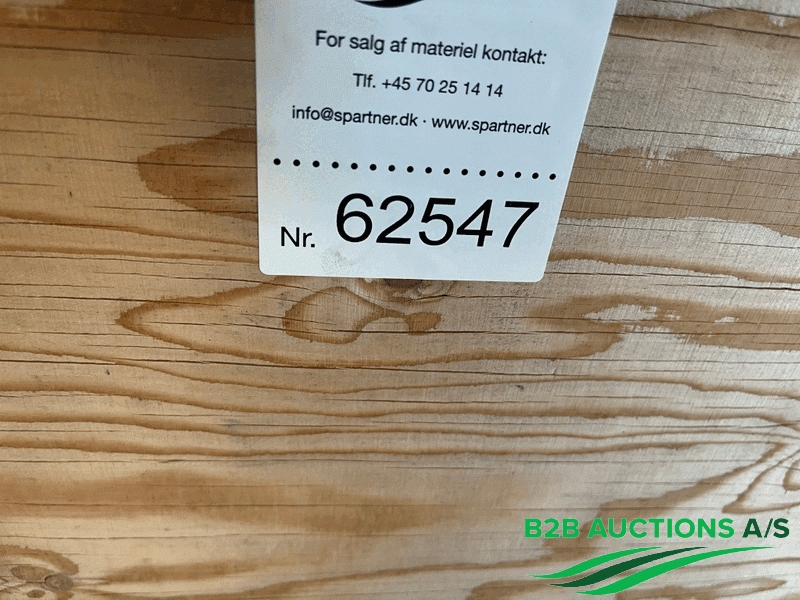 For salg af materiel kontakt:
Tlf. +45 70 25 14 14
info@spartner.dk · www.spartner.dk
Nr. 62547
B2B AUCTIONS A/S